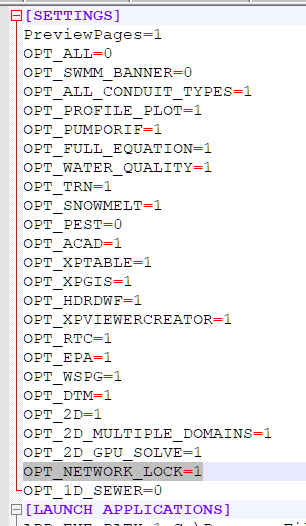 [SETTINGS]
PreviewPages=1
OPT_ALL=0
OPT_SWMM_BANNER=0
OPT_ALL_CONDUIT_TYPES=1
OPT_PROFILE_PLOT=1
OPT_PUMPORIF=1
OPT_FULL_EQUATION=1
OPT_WATER_QUALITY=1
OPT_TRN=1
OPT_SNOWMELT=1
OPT_PEST=0
OPT_ACAD=1
OPT_XPTABLE=1
OPT_XPGIS=1
OPT_HDRDWF=1
OPT_XPVIEWERCREATOR=1
OPT_RTC=1
OPT_EPA=1
OPT_WSPG=1
OPT_DTM=1
OPT_2D=1
OPT_2D_MULTIPLE_DOMAINS=1
OPT_2D_GPU_SOLVE=1
OPT_NETWORK_LOCK=1
OPT_1D_SEWER=0
[LAUNCH APPLICATIONS]